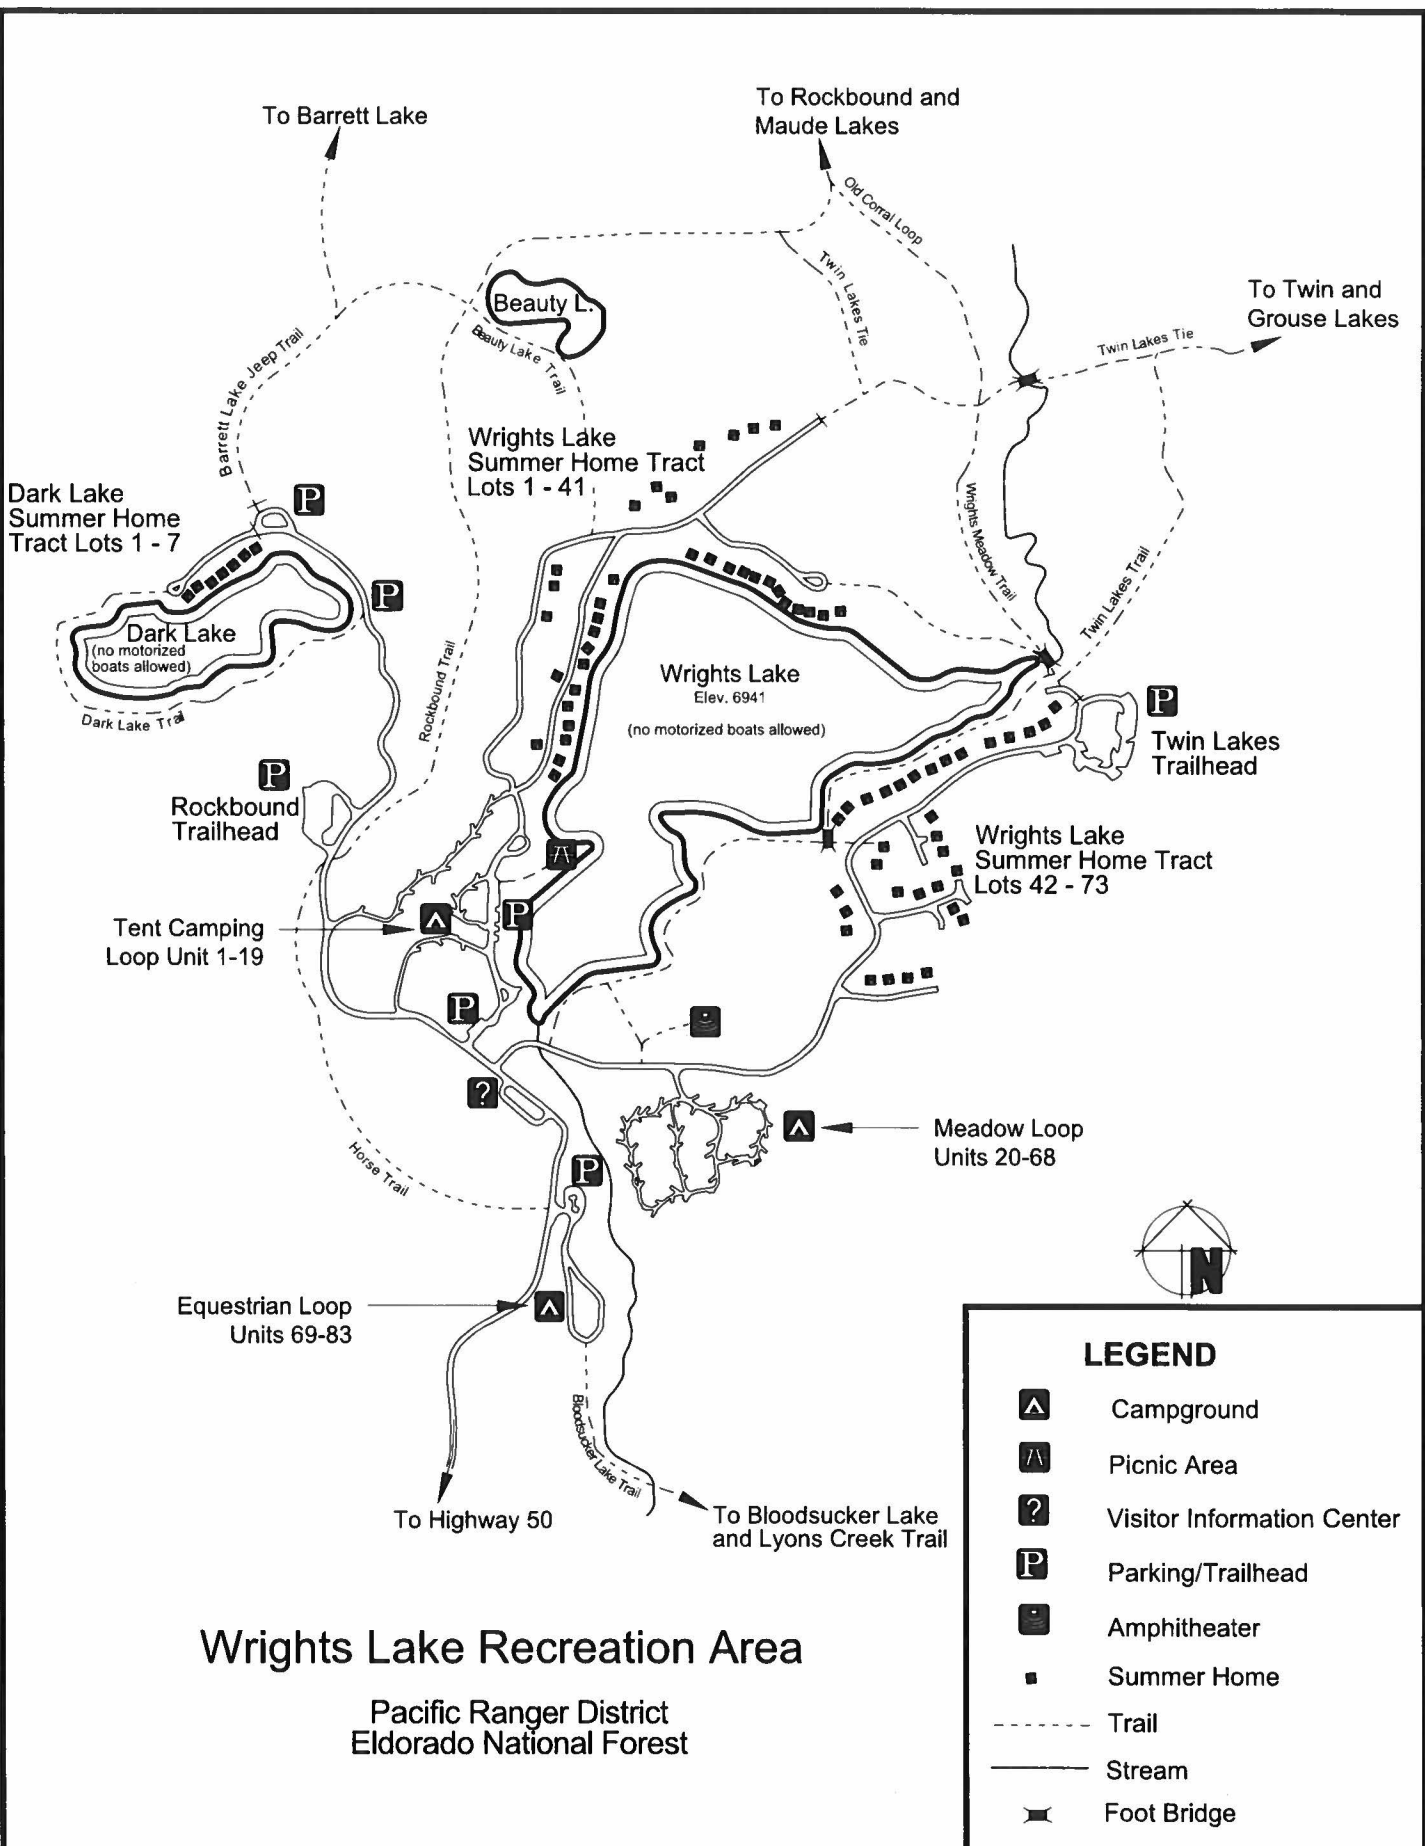 To Barrett Lake
To Rockbound and
Maude Lakes
Old Corral Loop
Twin Lakes Tie
To Twin and
Grouse Lakes
Twin Lakes Tie
Beauty L.
Beauty Lake Trail
Barrett Lake Jeep Trail
Wrights Lake
Summer Home Tract
Lots 1 - 41
P
Dark Lake
Summer Home
Tract Lots 1 - 7
Wrights Meadow Trail
Twin Lakes Trail
P
Dark Lake
(no motorized
boats allowed)
Dark Lake Trail
Rockbound Trail
Wrights Lake
Elev. 6941
(no motorized boats allowed)
P
Twin Lakes
Trailhead
P
Rockbound
Trailhead
Wrights Lake
Summer Home Tract
Lots 42 - 73
P
Tent Camping
Loop Unit 1-19
P
?
Meadow Loop
Units 20-68
Horse Trail
P
N
Equestrian Loop
Units 69-83
Bloodsucker Lake Trail
To Highway 50
To Bloodsucker Lake
and Lyons Creek Trail
LEGEND
Campground
Picnic Area
? Visitor Information Center
P Parking/Trailhead
Amphitheater
Summer Home
Trail
Stream
Foot Bridge
Wrights Lake Recreation Area
Pacific Ranger District
Eldorado National Forest